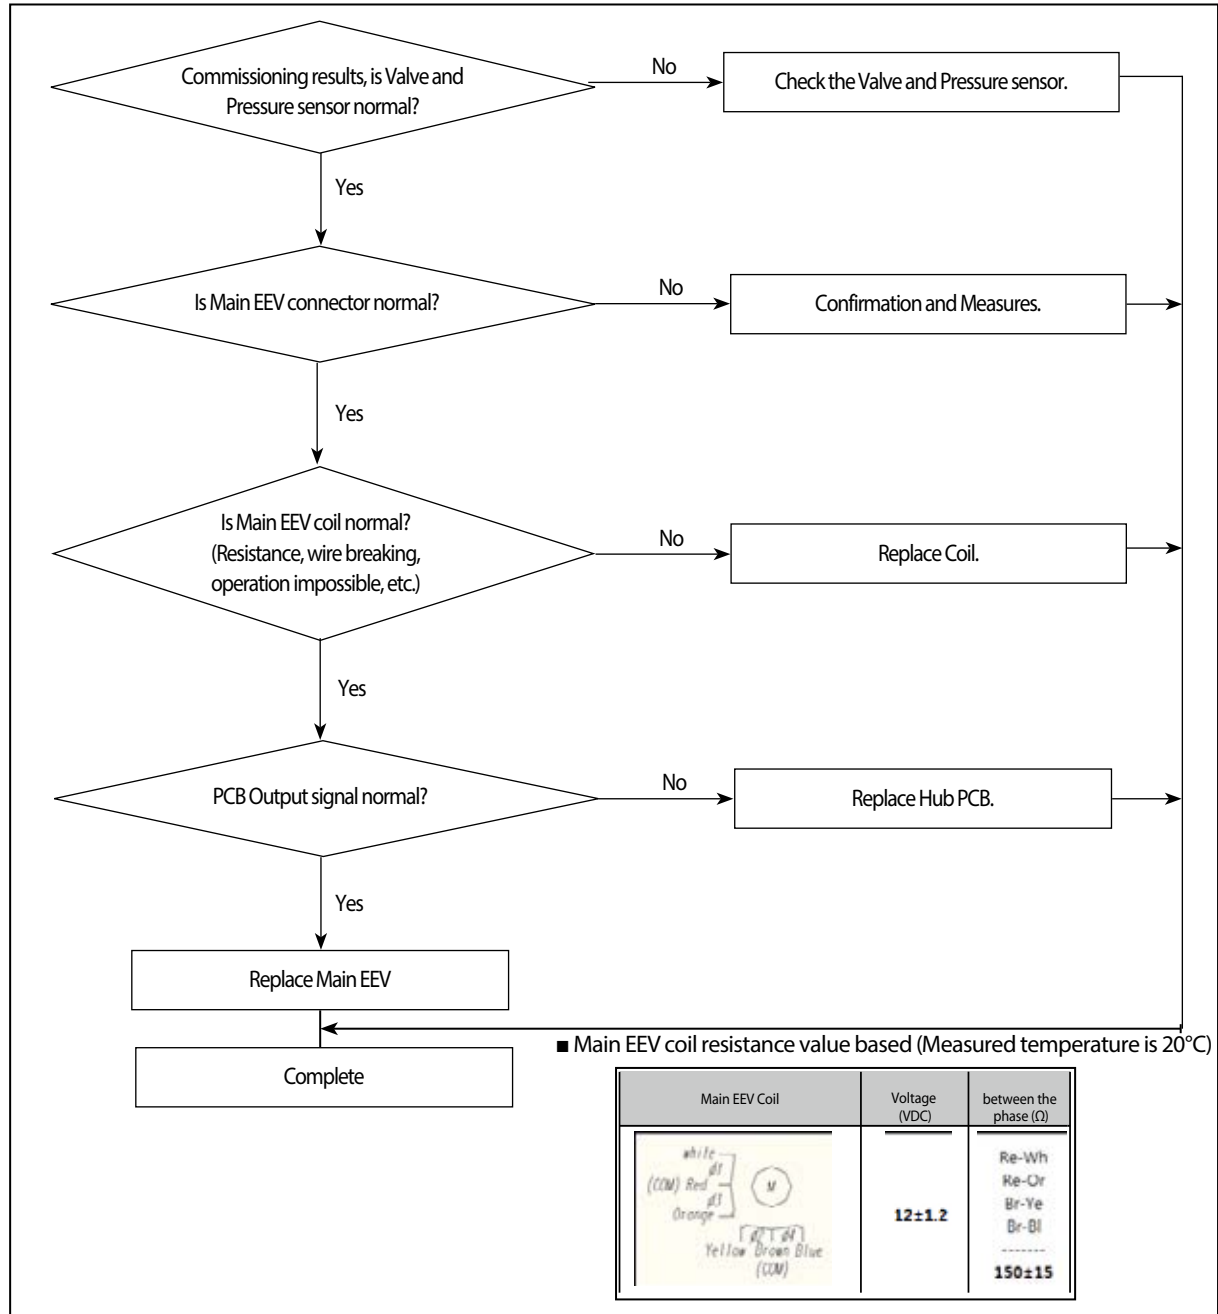 Commissioning results, is Valve and
Pressure sensor normal?
No
Check the Valve and Pressure sensor.
Yes
Is Main EEV connector normal?
No
Confirmation and Measures.
Yes
Is Main EEV coil normal?
(Resistance, wire breaking,
operation impossible, etc.)
No
Replace Coil.
Yes
PCB Output signal normal?
No
Replace Hub PCB.
Yes
Replace Main EEV
Complete
■ Main EEV coil resistance value based (Measured temperature is 20°C)
Main EEV Coil
Voltage
(VDC)
between the
phase (Ω)
white
ø1
(COM) Red
ø3
Orange
M
ø2 ø4
Yellow Brown Blue
(COM)
12±1.2
Re-Wh
Re-Or
Br-Ye
Br-Bl
-------
150±15